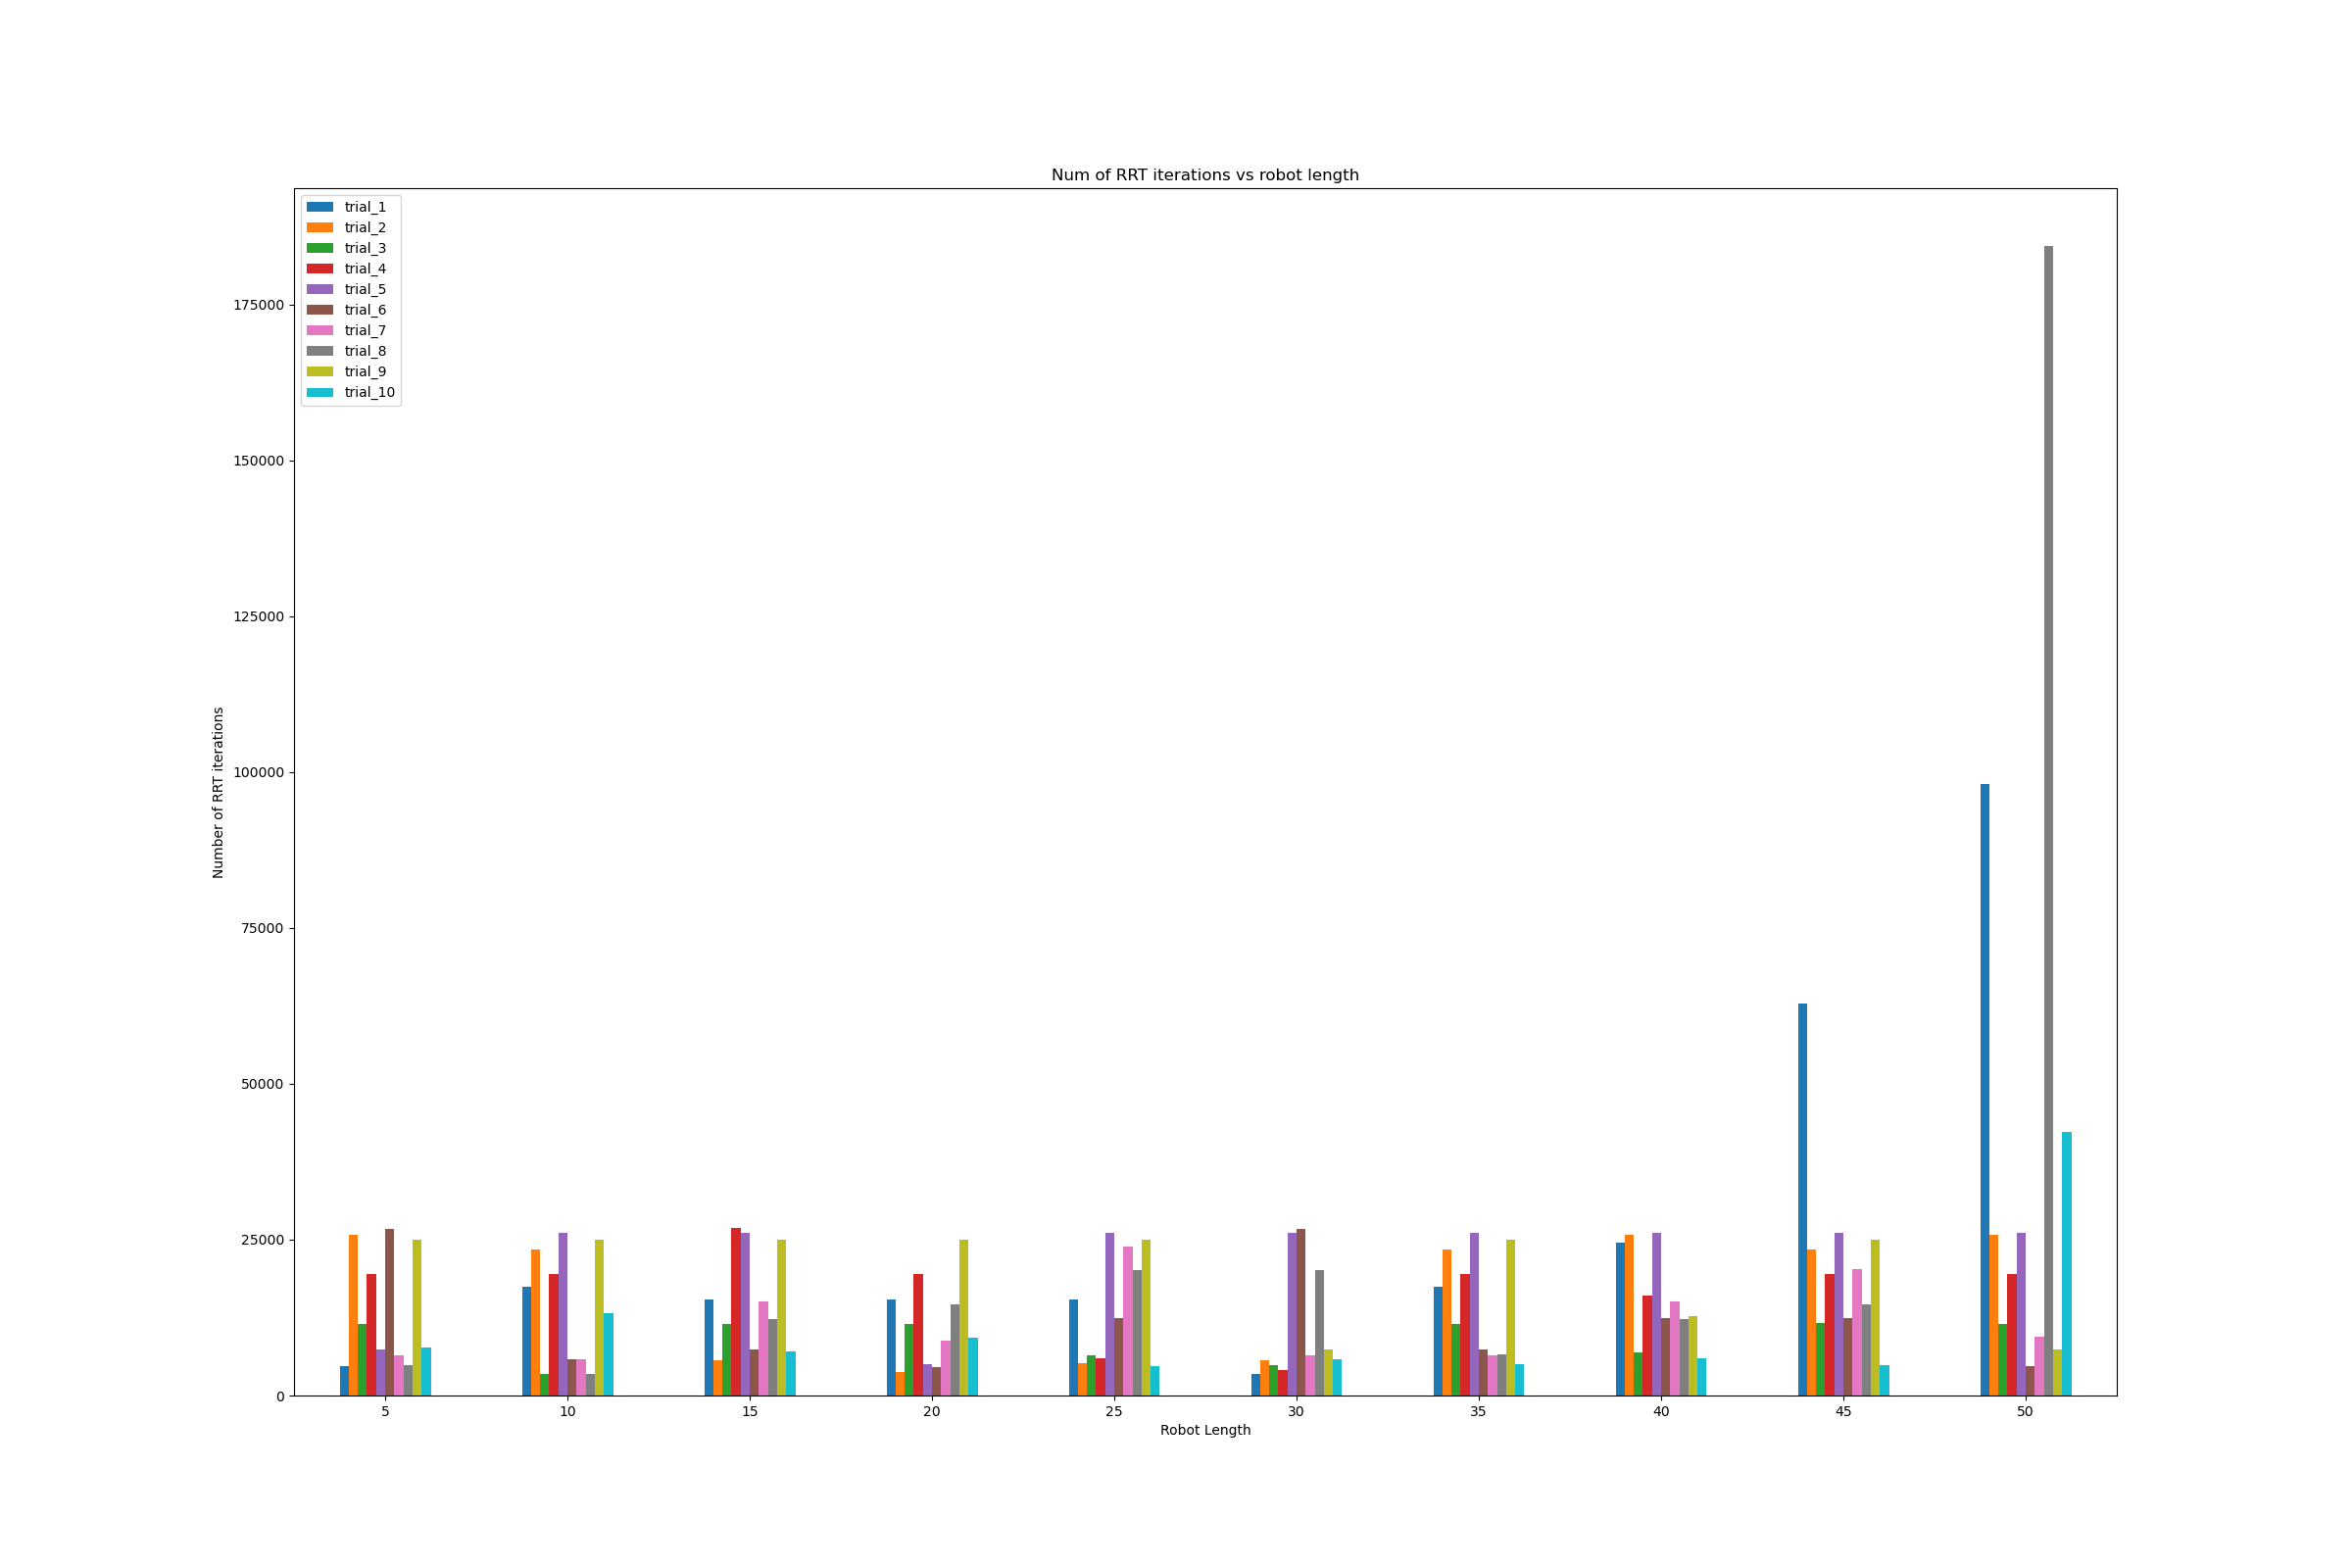 Num of RRT iterations vs robot length
trial_1
trial_2
trial_3
trial_4
trial_5
trial_6
trial_7
trial_8
trial_9
trial_10
175000
150000
125000
100000
75000
50000
25000
0
Number of RRT iterations
5 10 15 20 25 30 35 40 45 50
Robot Length